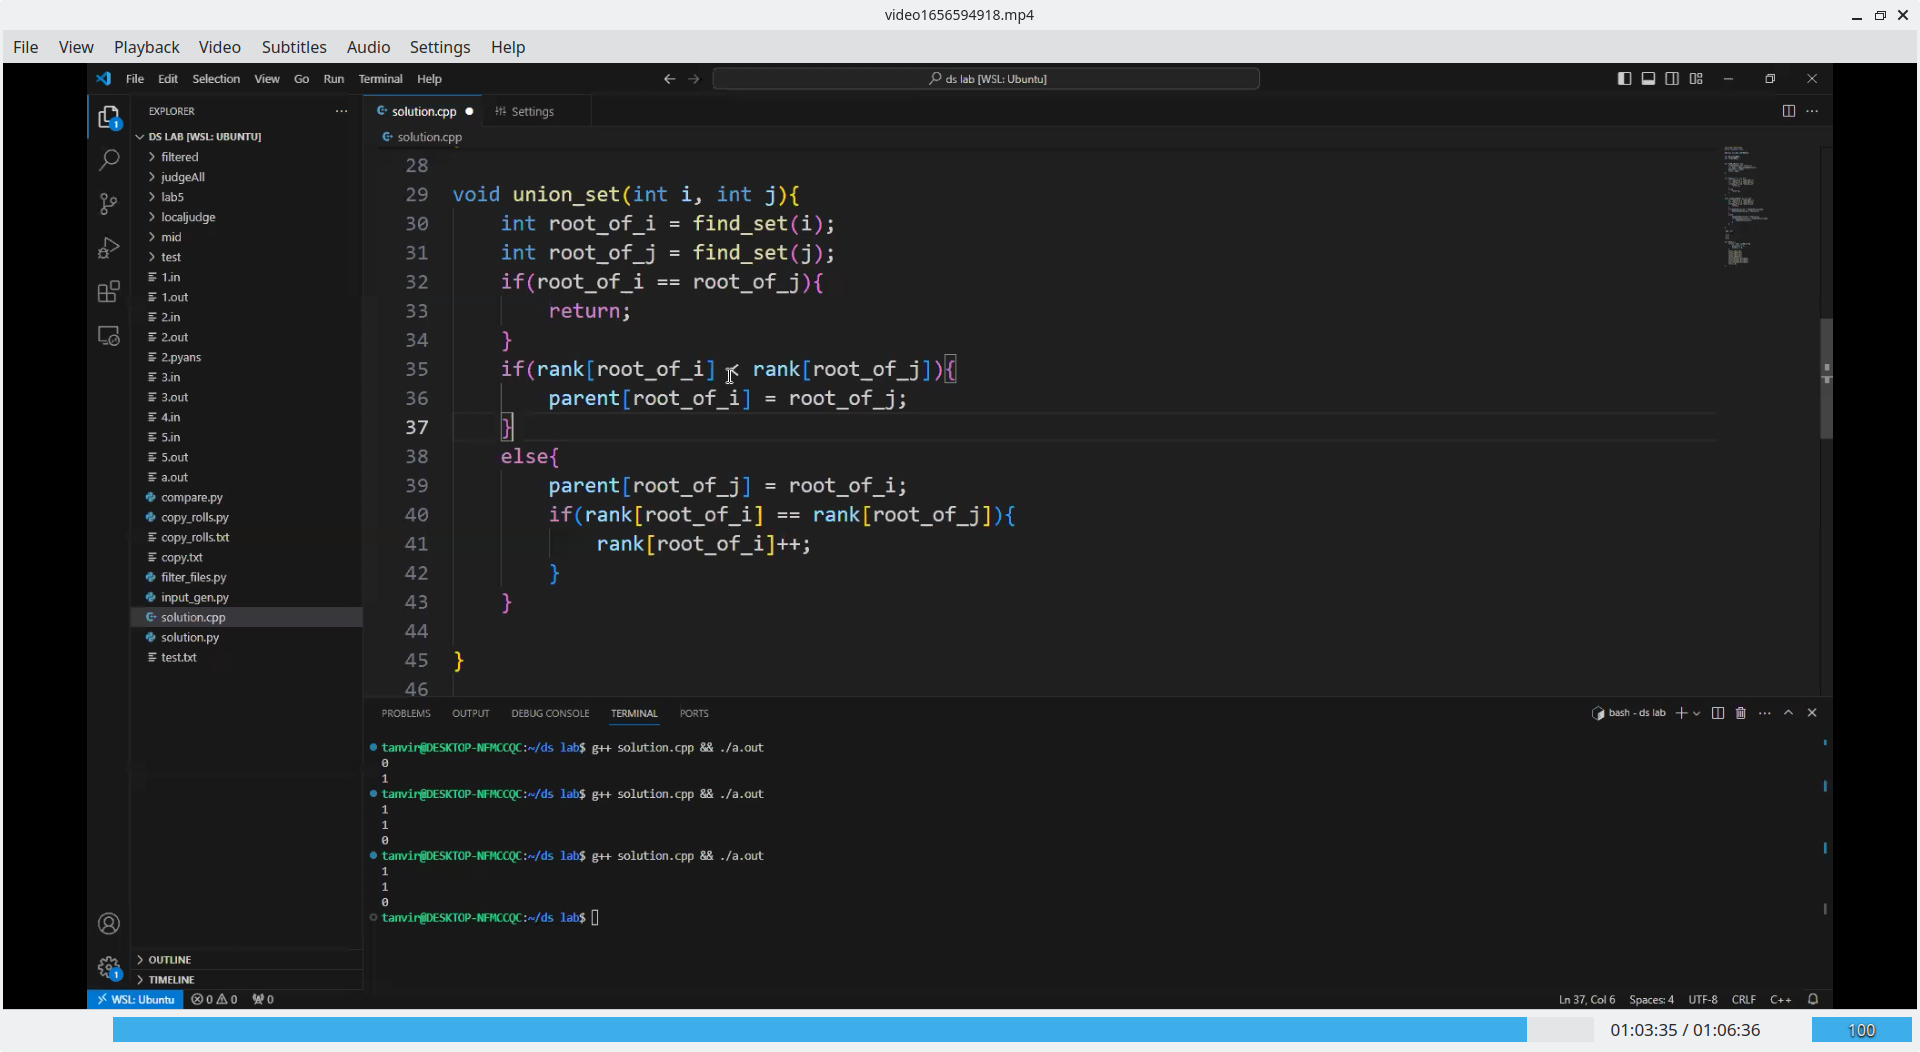 video1656594918.mp4
File View Playback Video Subtitles Audio Settings Help
File Edit Selection View Go Run Terminal Help
ds lab [WSL: Ubuntu]
EXPLORER
DS LAB [WSL: UBUNTU]
filtered
judgeAll
lab5
localjudge
mid
test
1.in
1.out
2.in
2.out
2.pyans
3.in
3.out
4.in
5.in
5.out
a.out
compare.py
copy_rolls.py
copy_rolls.txt
copy.txt
filter_files.py
input_gen.py
solution.cpp
solution.py
test.txt
OUTLINE
TIMELINE
1
1
solution.cpp Settings
solution.cpp
28
29 void union_set(int i, int j){
30 int root_of_i = find_set(i);
31 int root_of_j = find_set(j);
32 if(root_of_i == root_of_j){
33 return;
34 }
35 if(rank[root_of_i] < rank[root_of_j]){
36 parent[root_of_i] = root_of_j;
37 }
38 else{
39 parent[root_of_j] = root_of_i;
40 if(rank[root_of_i] == rank[root_of_j]){
41 rank[root_of_i]++;
42 }
43 }
44
45 }
46
PROBLEMS OUTPUT DEBUG CONSOLE TERMINAL PORTS
bash - ds lab
tanvir@DESKTOP-NFMCCQC:~/ds lab$ g++ solution.cpp && ./a.out
0
1
tanvir@DESKTOP-NFMCCQC:~/ds lab$ g++ solution.cpp && ./a.out
1
1
0
tanvir@DESKTOP-NFMCCQC:~/ds lab$ g++ solution.cpp && ./a.out
1
1
0
tanvir@DESKTOP-NFMCCQC:~/ds lab$
WSL: Ubuntu 0 0 0
Ln 37, Col 6 Spaces: 4 UTF-8 CRLF C++
01:03:35 / 01:06:36 100